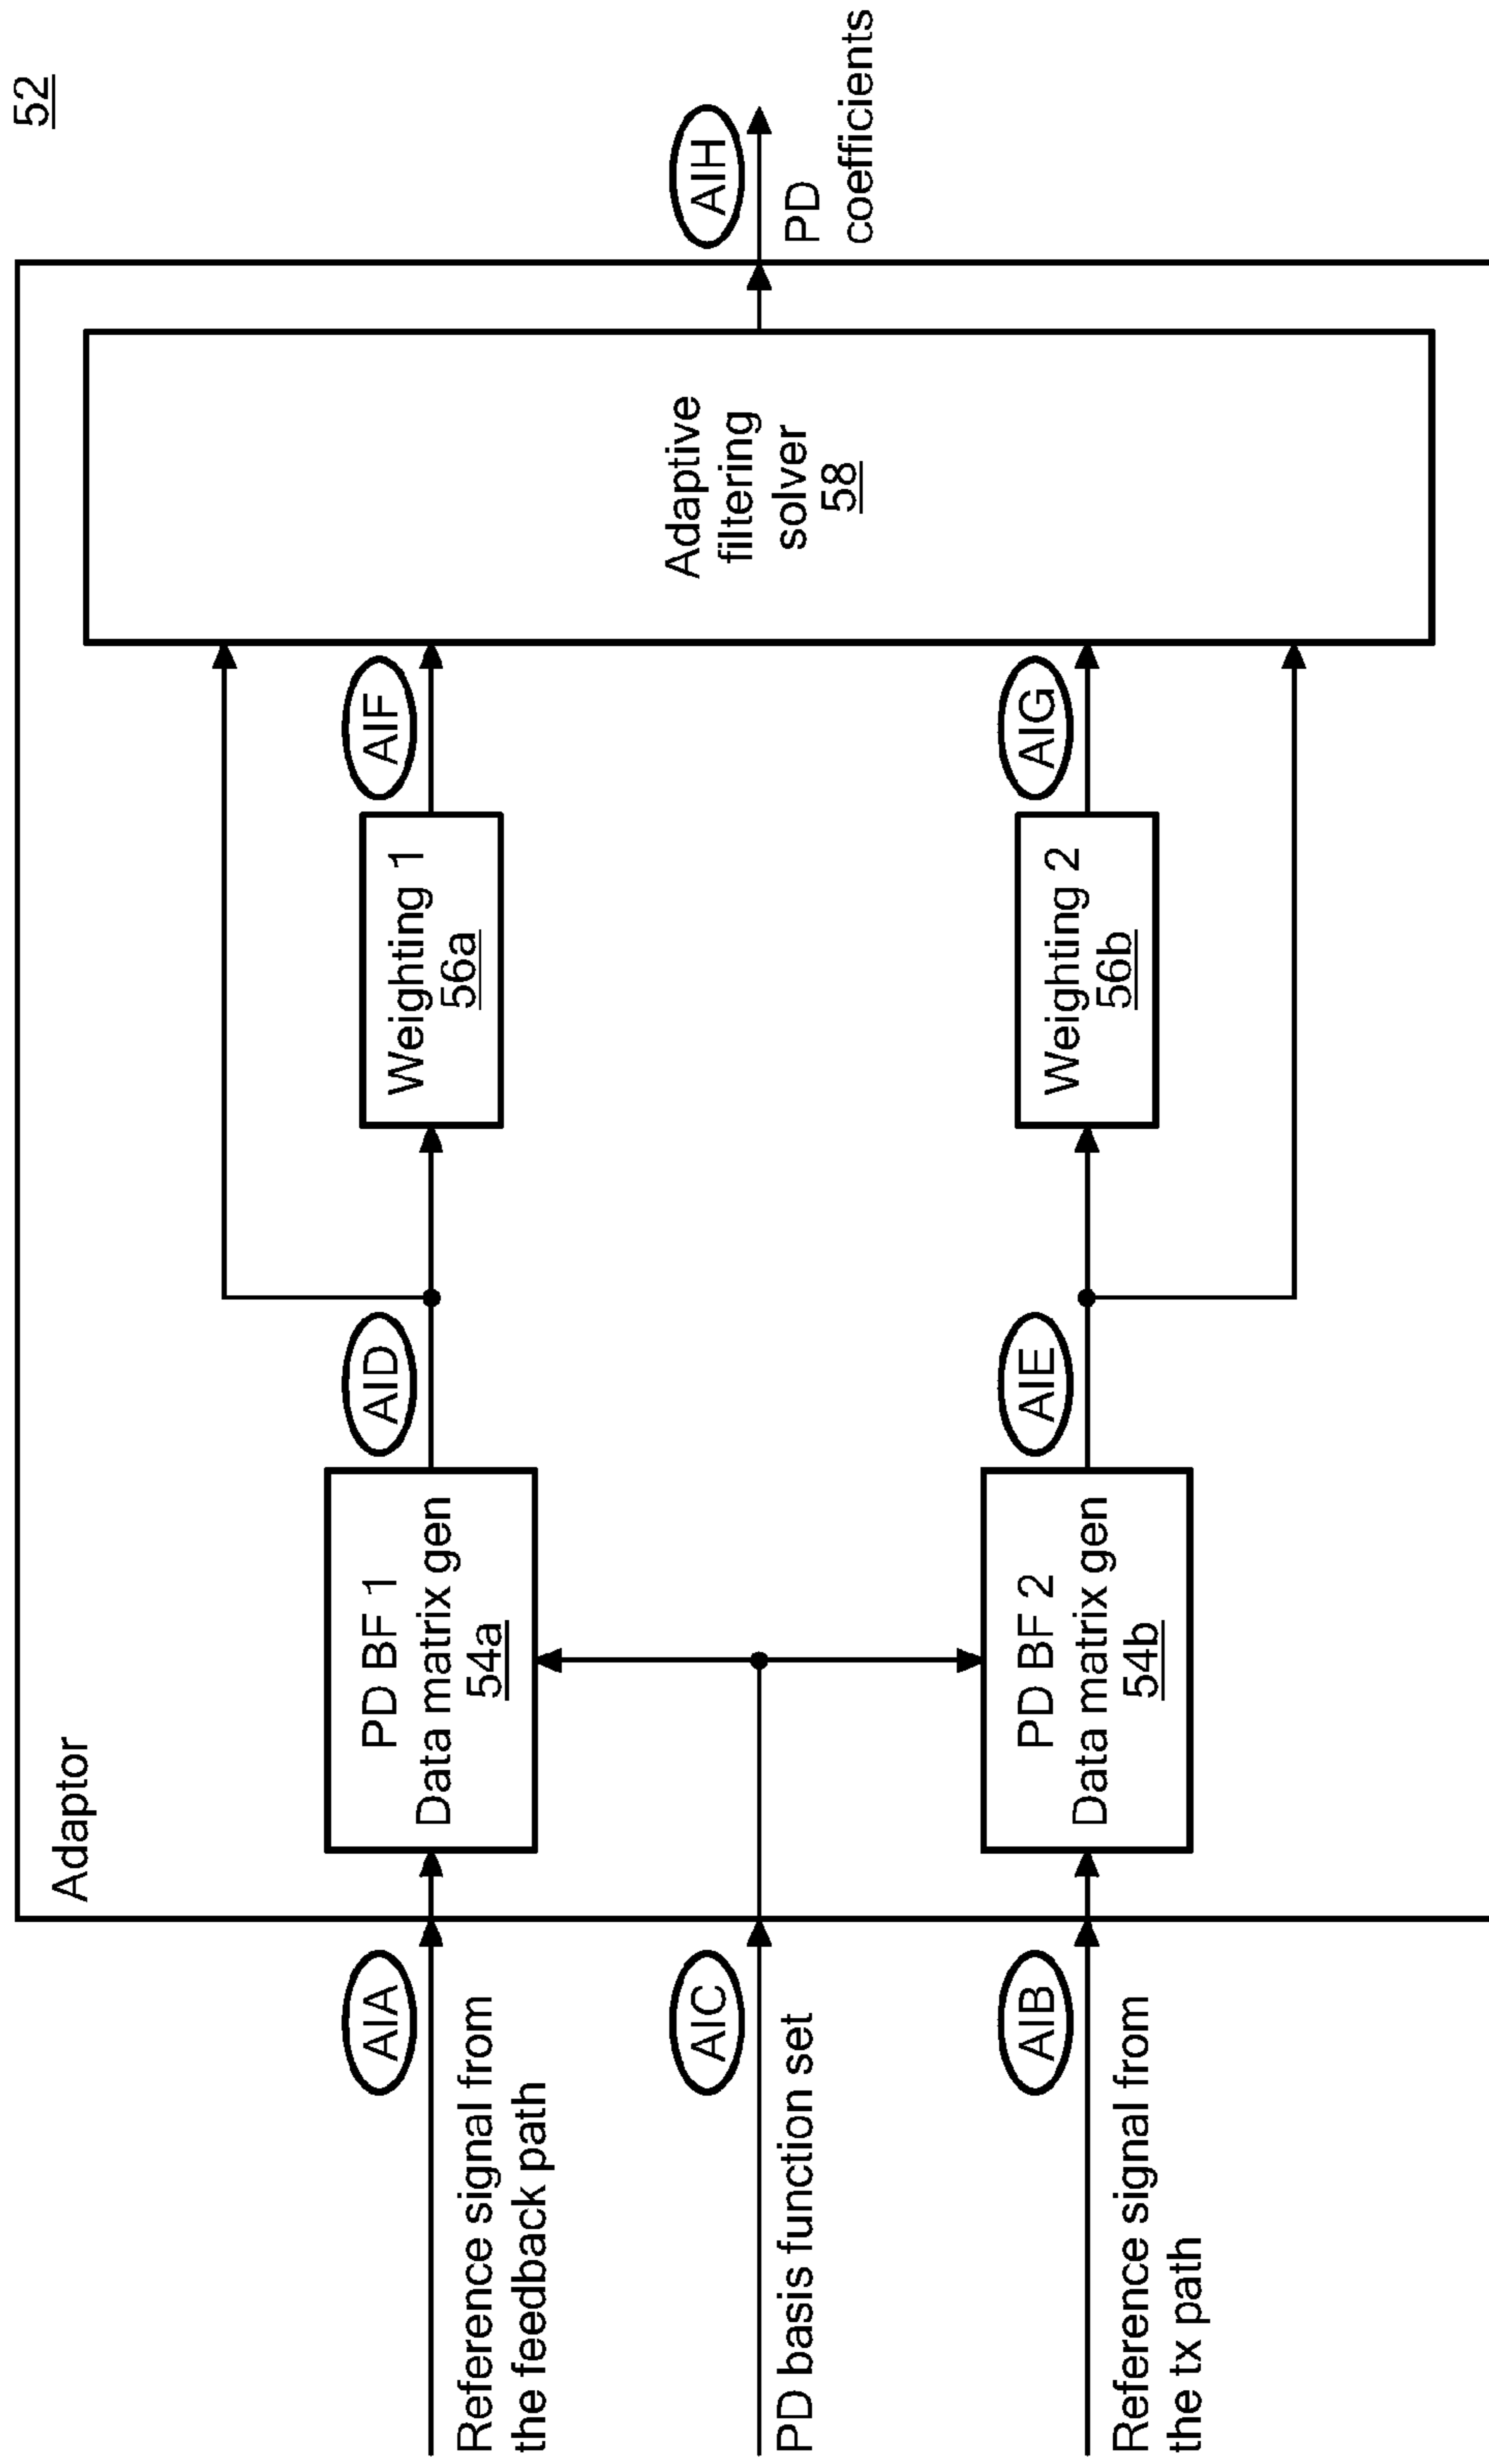 52
Adaptor
AIA
Reference signal from
the feedback path
AIC
PD basis function set
AIB
Reference signal from
the tx path
PD BF 1
Data matrix gen
54a
PD BF 2
Data matrix gen
54b
AID
AIE
Weighting 1
56a
Weighting 2
56b
AIF
AIG
Adaptive
filtering
solver
58
AIH
PD
coefficients